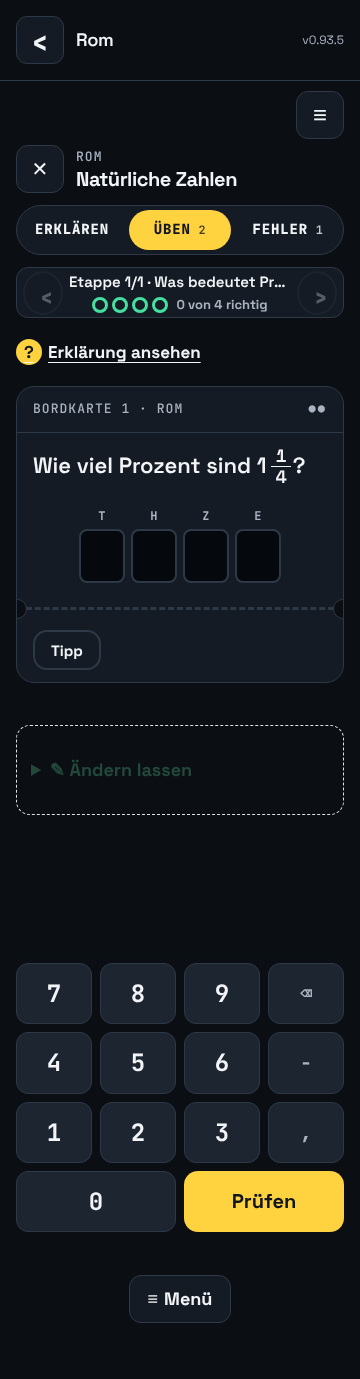 < Rom v0.93.5
≡
✕ ROM
Natürliche Zahlen
ERKLÄREN ÜBEN 2 FEHLER 1
< Etappe 1/1 · Was bedeutet Pr… >
0 von 4 richtig
? Erklärung ansehen
BORDKARTE 1 · ROM
Wie viel Prozent sind 1 1/4?
T H Z E
Tipp
▶ ✎ Ändern lassen
7 8 9 ⌫
4 5 6 -
1 2 3 ,
0 Prüfen
≡ Menü